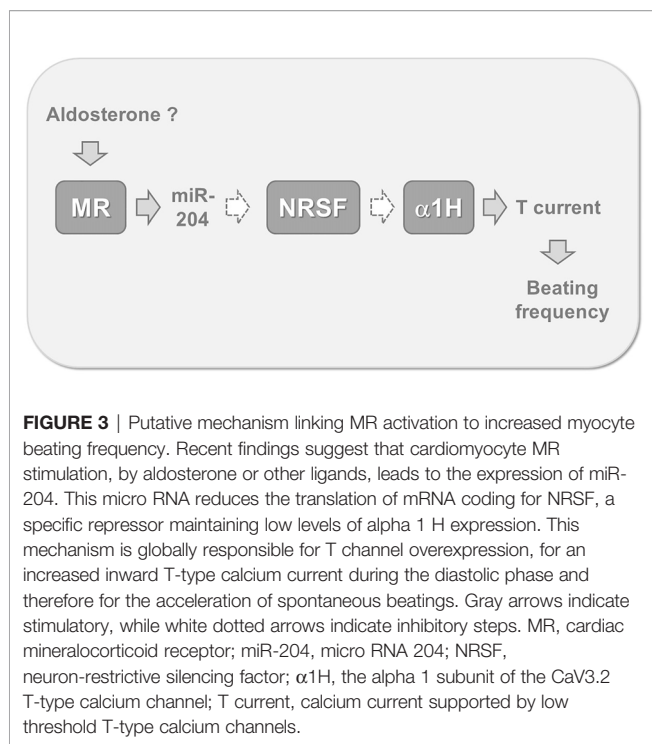 Aldosterone ?
MR
miR-
204
NRSF
α1H
T current
Beating
frequency
FIGURE 3 | Putative mechanism linking MR activation to increased myocyte
beating frequency. Recent findings suggest that cardiomyocyte MR
stimulation, by aldosterone or other ligands, leads to the expression of miR-
204. This micro RNA reduces the translation of mRNA coding for NRSF, a
specific repressor maintaining low levels of alpha 1 H expression. This
mechanism is globally responsible for T channel overexpression, for an
increased inward T-type calcium current during the diastolic phase and
therefore for the acceleration of spontaneous beatings. Gray arrows indicate
stimulatory, while white dotted arrows indicate inhibitory steps. MR, cardiac
mineralocorticoid receptor; miR-204, micro RNA 204; NRSF,
neuron-restrictive silencing factor; α1H, the alpha 1 subunit of the CaV3.2
T-type calcium channel; T current, calcium current supported by low
threshold T-type calcium channels.